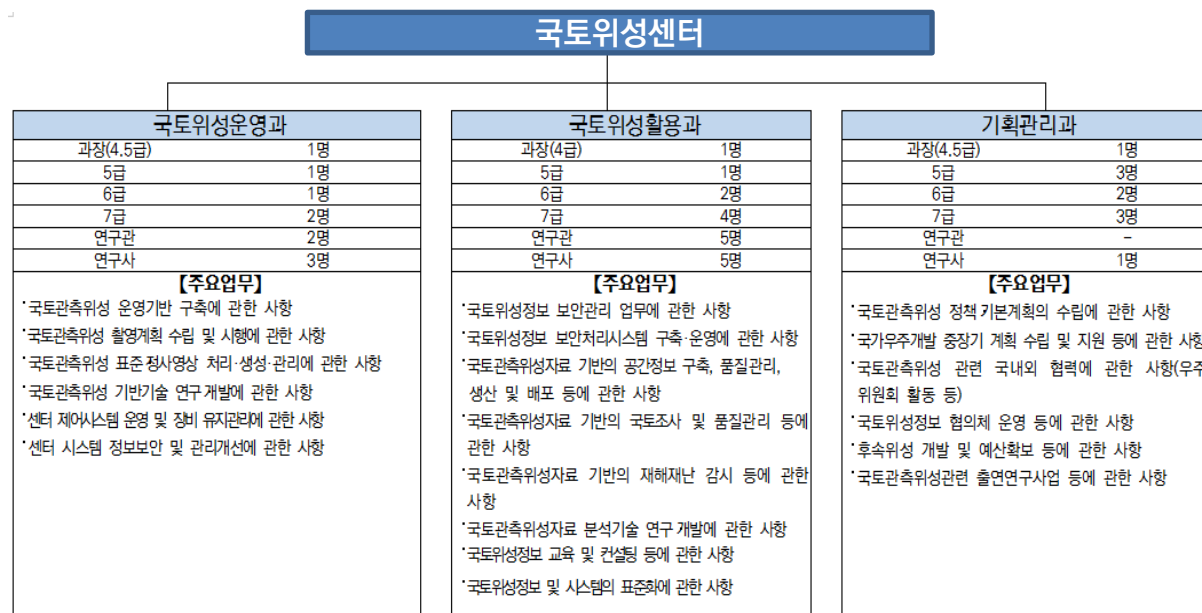 국토위성센터
국토위성운영과
과장(4.5급) 1명
5급 1명
6급 1명
7급 2명
연구관 2명
연구사 3명
【주요업무】
·국토관측위성 운영기반 구축에 관한 사항
·국토관측위성 촬영계획 수립 및 시행에 관한 사항
·국토관측위성 표준 정사영상 처리·생성·관리에 관한 사항
·국토관측위성 기반기술 연구 개발에 관한 사항
·센터 제어시스템 운영 및 장비 유지관리에 관한 사항
·센터 시스템 정보보안 및 관리개선에 관한 사항
국토위성활용과
과장(4급) 1명
5급 1명
6급 2명
7급 4명
연구관 5명
연구사 5명
【주요업무】
·국토위성정보 보안관리 업무에 관한 사항
·국토위성정보 보안처리시스템 구축·운영에 관한 사항
·국토관측위성자료 기반의 공간정보 구축, 품질관리,
생산 및 배포 등에 관한 사항
·국토관측위성자료 기반의 국토조사 및 품질관리 등에
관한 사항
·국토관측위성자료 기반의 재해재난 감시 등에 관한
사항
·국토관측위성자료 분석기술 연구 개발에 관한 사항
·국토위성정보 교육 및 컨설팅 등에 관한 사항
·국토위성정보 및 시스템의 표준화에 관한 사항
기획관리과
과장(4.5급) 1명
5급 3명
6급 2명
7급 3명
연구관 -
연구사 1명
【주요업무】
·국토관측위성 정책 기본계획의 수립에 관한 사항
·국가우주개발 중장기 계획 수립 및 지원 등에 관한 사항
·국토관측위성 관련 국내외 협력에 관한 사항(우주
위원회 활동 등)
·국토위성정보 협의체 운영 등에 관한 사항
·후속위성 개발 및 예산확보 등에 관한 사항
·국토관측위성관련 출연연구사업 등에 관한 사항